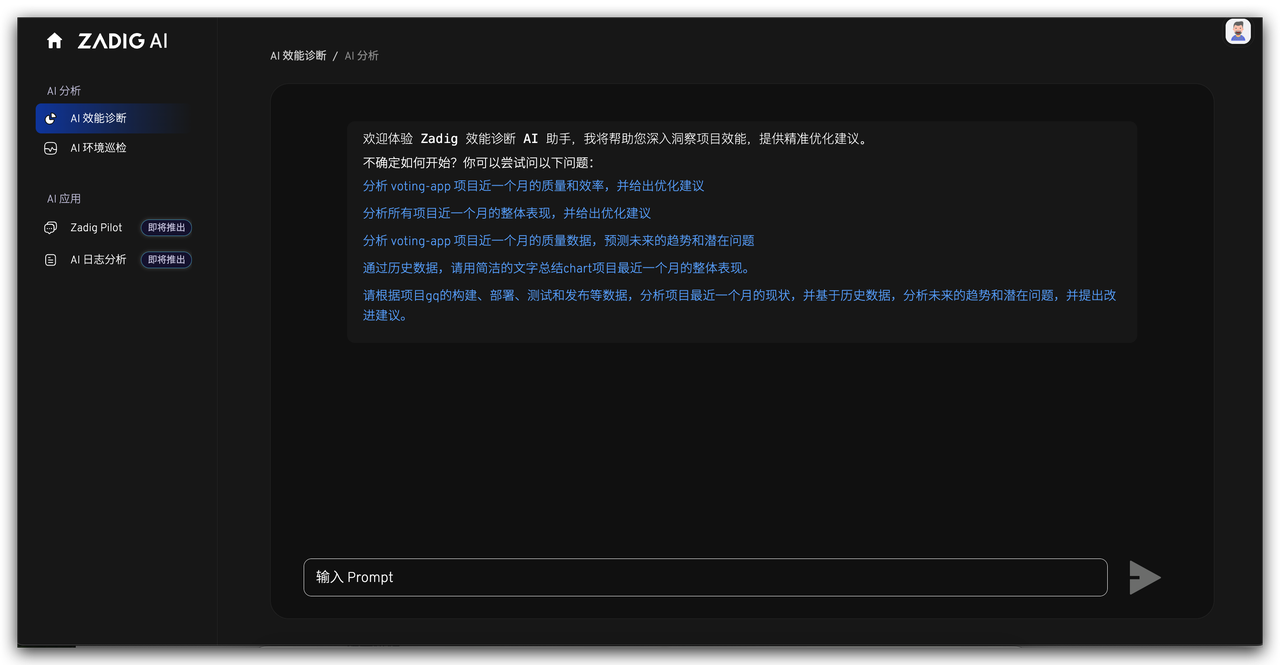 ZADIG AI
AI 效能诊断 / AI 分析
AI 分析
AI 效能诊断
AI 环境巡检
AI 应用
Zadig Pilot 即将推出
AI 日志分析 即将推出
欢迎体验 Zadig 效能诊断 AI 助手，我将帮助您深入洞察项目效能，提供精准优化建议。
不确定如何开始？你可以尝试问以下问题：
分析 voting-app 项目近一个月的质量和效率，并给出优化建议
分析所有项目近一个月的整体表现，并给出优化建议
分析 voting-app 项目近一个月的质量数据，预测未来的趋势和潜在问题
通过历史数据，请用简洁的文字总结chart项目最近一个月的整体表现。
请根据项目gq的构建、部署、测试和发布等数据，分析项目最近一个月的现状，并基于历史数据，分析未来的趋势和潜在问题，并提出改
进建议。
输入 Prompt